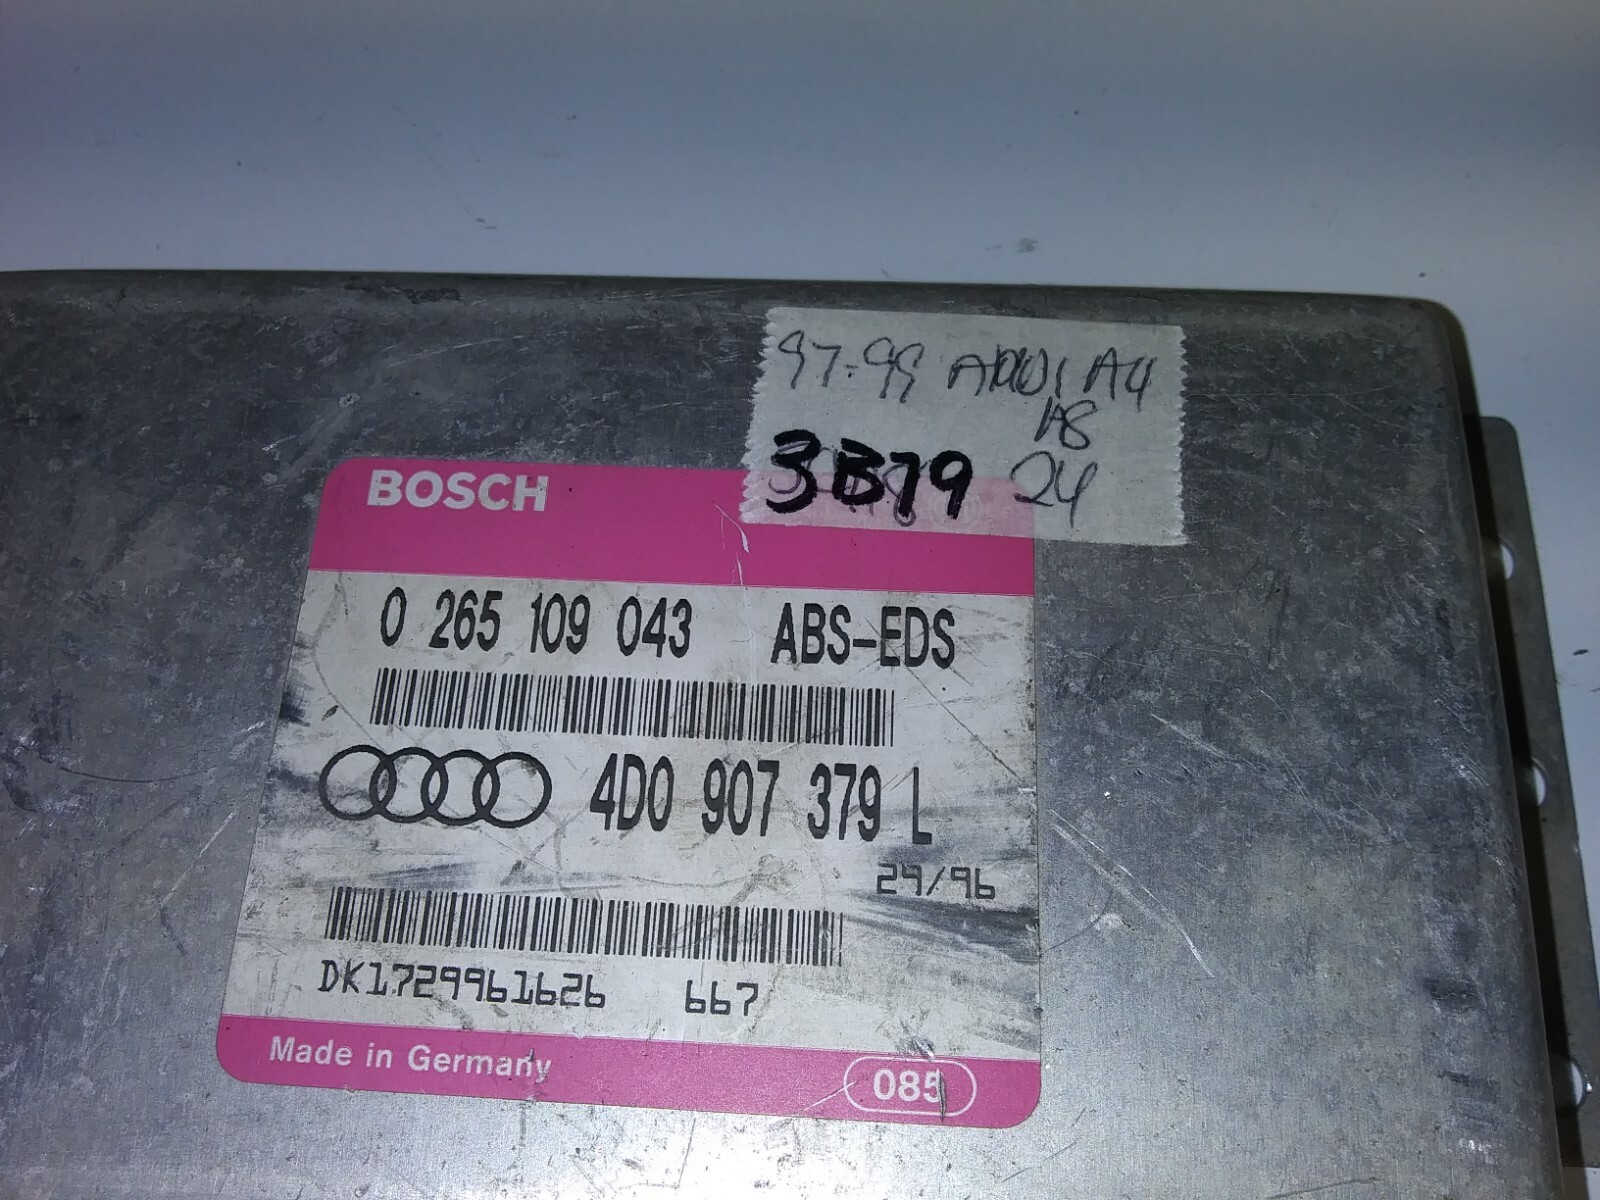 97-99 AUDI A4
A8
3B79 24
BOSCH
0 265 109 043 ABS-EDS
4D0 907 379 L
29/96
DK1729961626 667
Made in Germany
085